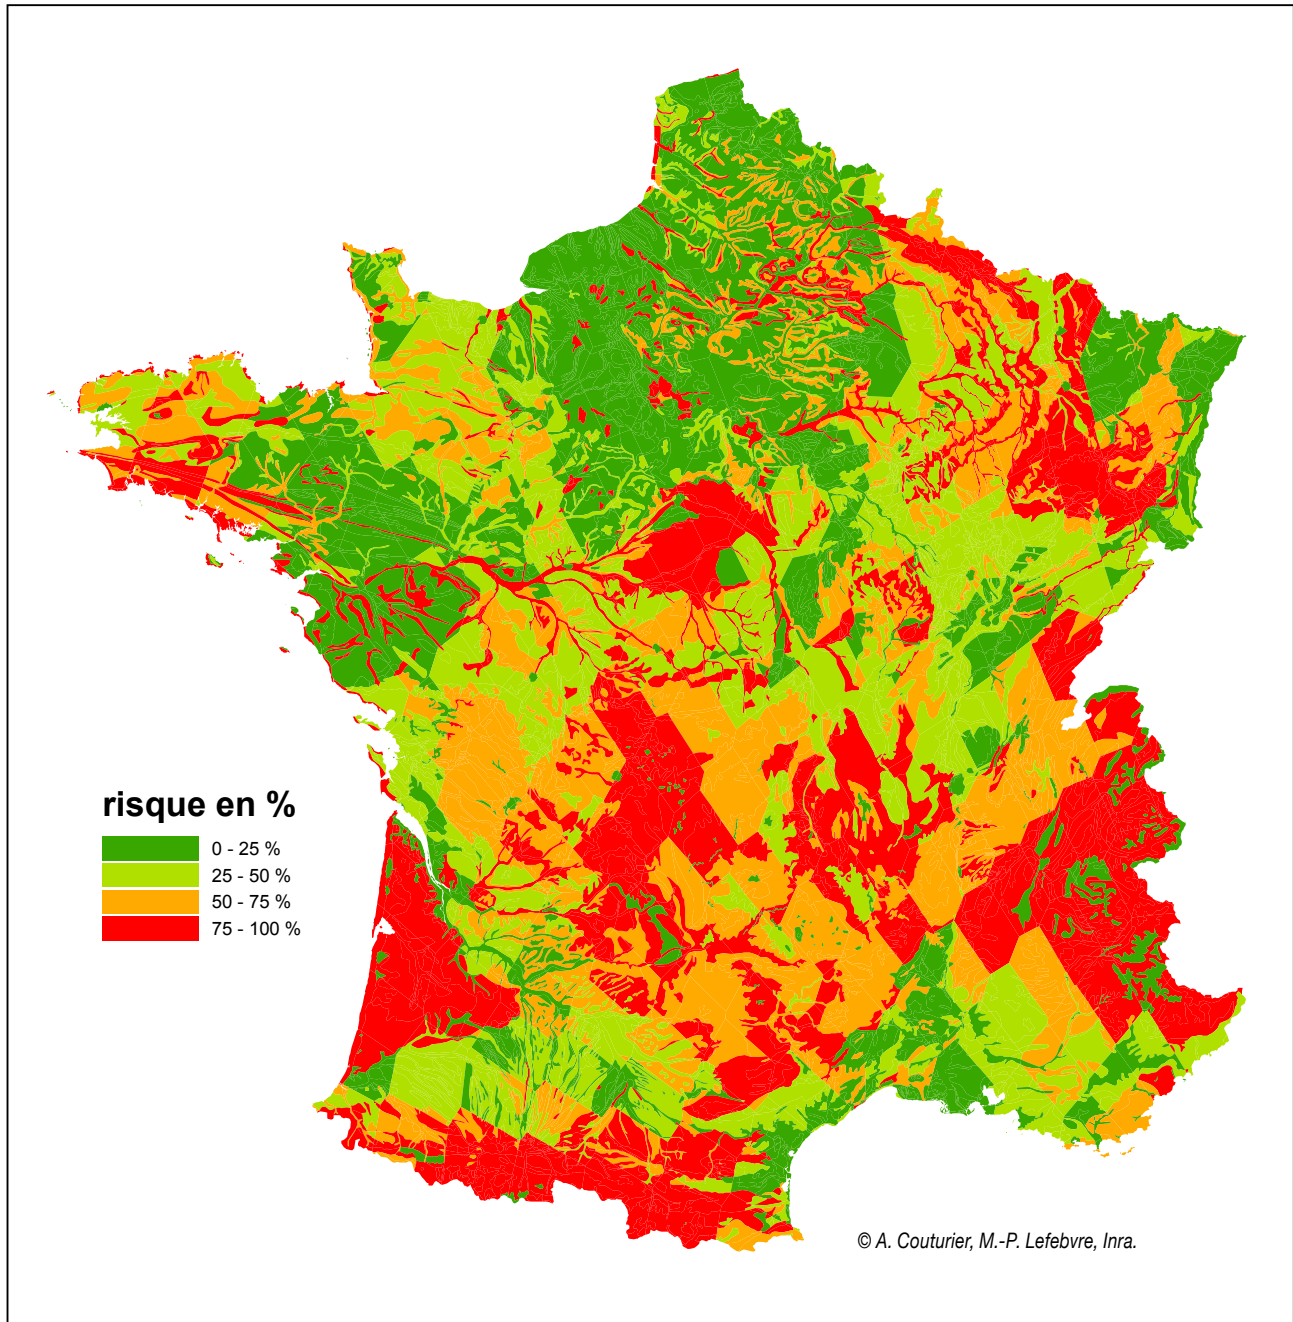 risque en %
0 - 25 %
25 - 50 %
50 - 75 %
75 - 100 %
© A. Couturier, M.-P. Lefebvre, Inra.